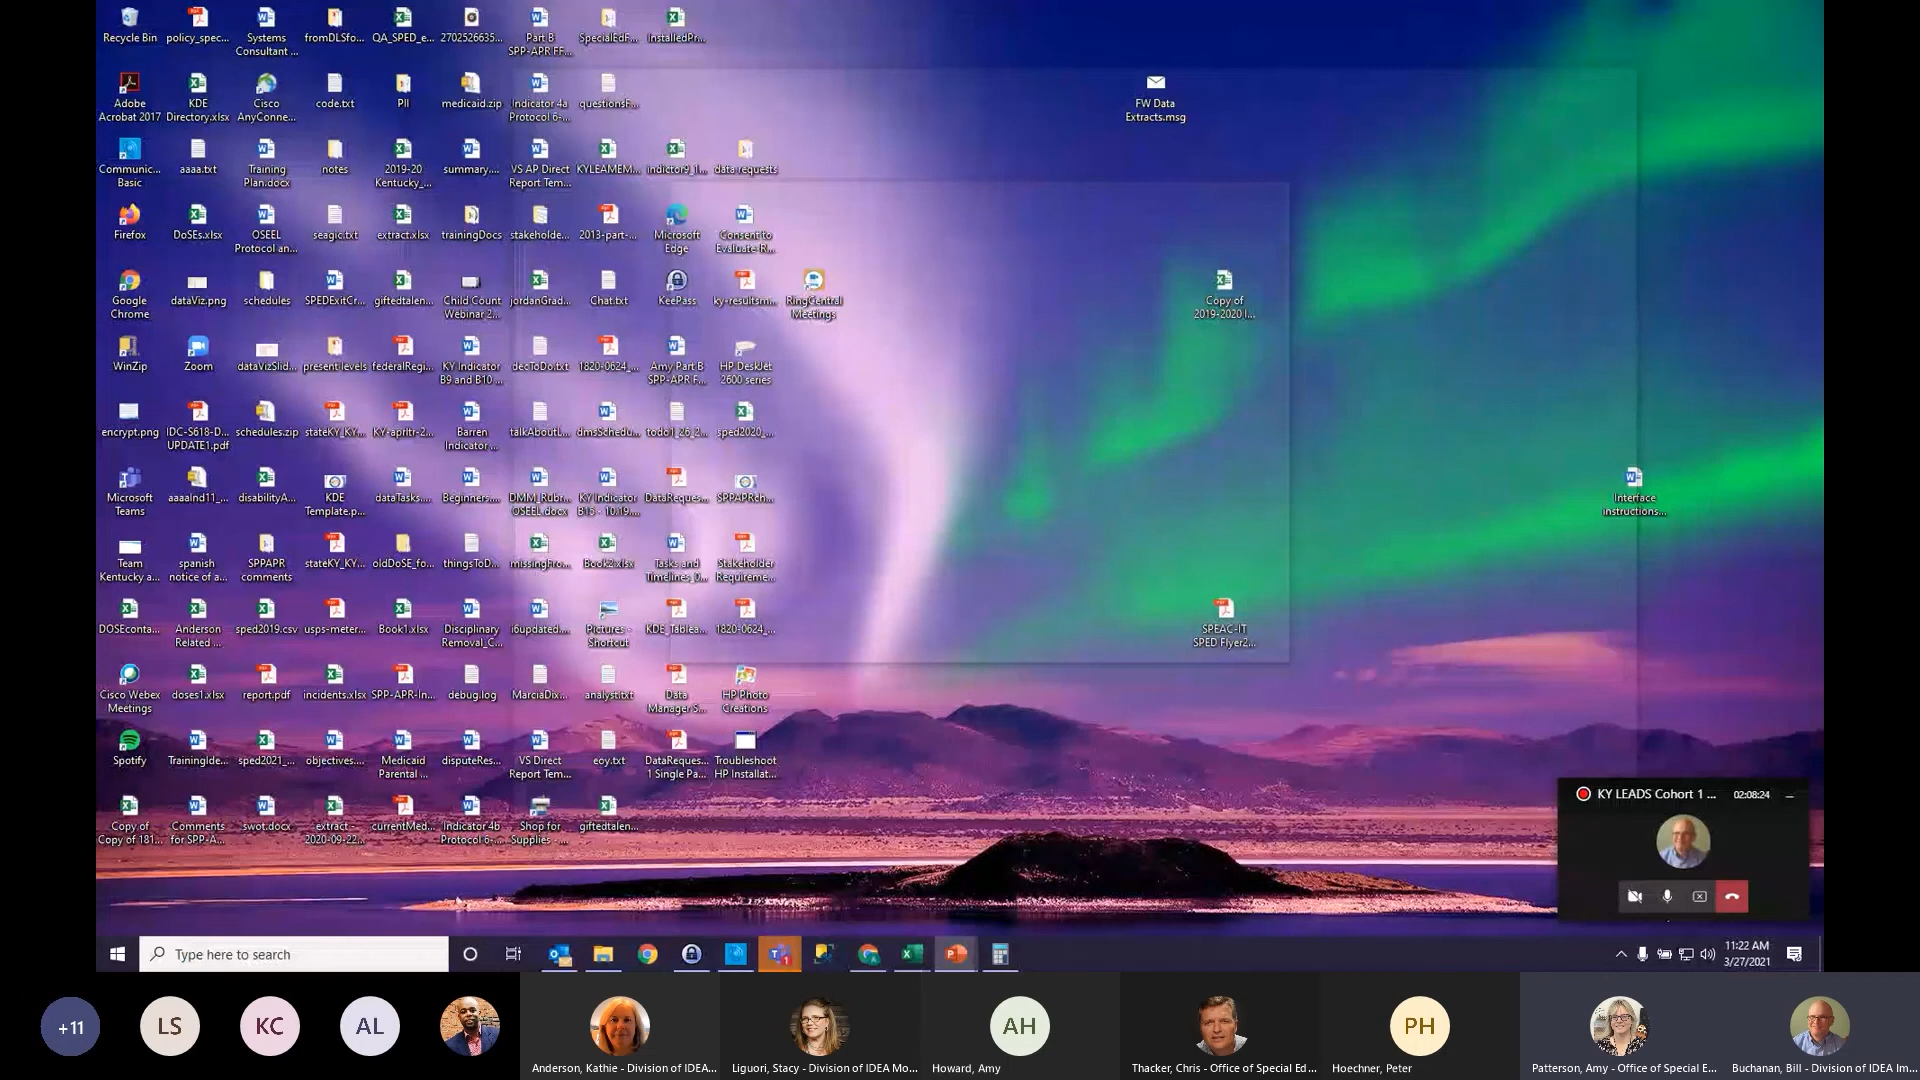 Recycle Bin
policy_spec...
Systems
Consultant ...
fromDLSfo...
QA_SPED_e...
2702526635...
Part B
SPP-APR FF...
SpecialEdF...
InstalledPr...
Adobe
Acrobat 2017
KDE
Directory.xlsx
Cisco
AnyConne...
code.txt
PII
medicaid.zip
Indicator 4a
Protocol 6-...
questionsF...
FW Data
Extracts.msg
Communic...
Basic
aaaa.txt
Training
Plan.docx
notes
2019-20
Kentucky_...
summary....
VS AP Direct
Report Tem...
KYLEAMEM...
indictor9_1...
data requests
Firefox
DoSEs.xlsx
OSEEL
Protocol an...
seagic.txt
extract.xlsx
trainingDocs
stakeholde...
2013-part-...
Microsoft
Edge
Consent to
Evaluate-R...
Google
Chrome
dataViz.png
schedules
SPEDExitCr...
giftedtalen...
Child Count
Webinar 2...
jordanGrad...
Chat.txt
KeePass
ky-resultsm...
RingCentral
Meetings
Copy of
2019-2020 I...
WinZip
Zoom
dataVizSlid...
present levels
federalRegi...
KY Indicator
B9 and B10 ...
decToDo.txt
1820-0624_...
Amy Part B
SPP-APR F...
HP DeskJet
2600 series
encrypt.png
IDC-S618-D...
UPDATE1.pdf
schedules.zip
stateKY_KY...
KY-aprltr-2...
Barren
Indicator ...
talkAboutI...
dmsSchedu...
todo1_26_2...
sped2020_...
Microsoft
Teams
aaaaInd11_...
disabilityA...
KDE
Template.p...
dataTasks....
Beginners....
DMM_Rubr...
OSEEL.docx
KY Indicator
B15 - 10.19....
DataReques...
SPPAPRch...
Interface
instructions...
Team
Kentucky a...
spanish
notice of a...
SPPAPR
comments
stateKY_KY...
oldDoSE_fo...
thingsToD...
missingFro...
Book2.xlsx
Tasks and
Timelines_0...
Stakeholder
Requireme...
DOSEconta...
Anderson
Related ...
sped2019.csv
usps-meter...
Book1.xlsx
Disciplinary
Removal_C...
i6updated....
Pictures -
Shortcut
KDE_Tablea...
1820-0624_...
SPEAC-IT
SPED Flyer2...
Cisco Webex
Meetings
doses1.xlsx
report.pdf
incidents.xlsx
SPP-APR-In...
debug.log
MarciaDix...
analyst.txt
Data
Manager S...
HP Photo
Creations
Spotify
TrainingIde...
sped2021_...
objectives....
Medicaid
Parental ...
disputeRes...
VS Direct
Report Tem...
eoy.txt
DataReques...
1 Single Pa...
Troubleshoot
HP Installat...
Copy of
Copy of 181...
Comments
for SPP-A...
swot.docx
extract -
2020-09-22...
currentMed...
Indicator 4b
Protocol 6-...
Shop for
Supplies - ...
giftedtalen...
KY LEADS Cohort 1 ... 02:08:24
Type here to search
11:22 AM
3/27/2021
+11
LS
KC
AL
AH
PH
Anderson, Kathie - Division of IDEA...
Liguori, Stacy - Division of IDEA Mo...
Howard, Amy
Thacker, Chris - Office of Special Ed...
Hoechner, Peter
Patterson, Amy - Office of Special E...
Buchanan, Bill - Division of IDEA Im...